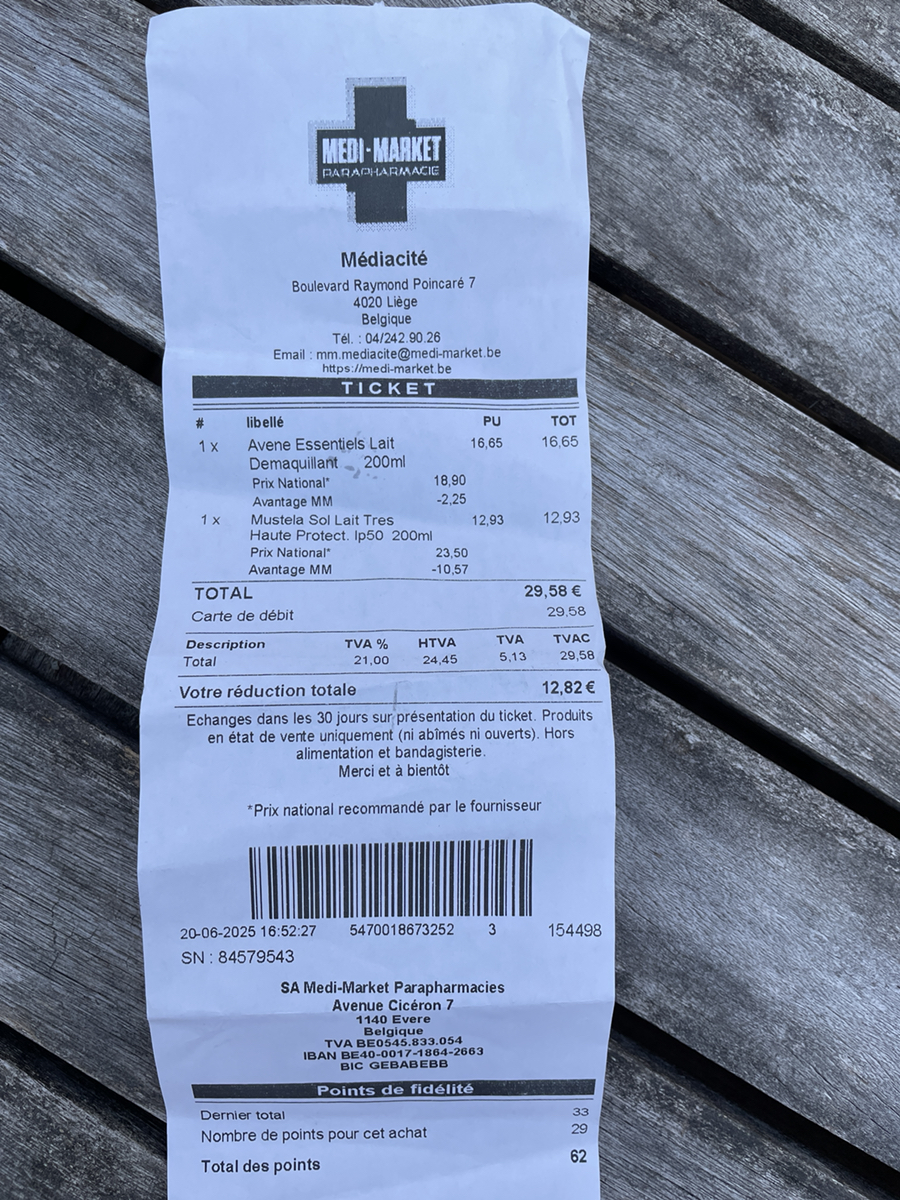 MEDI-MARKET
PARAPHARMACIE
Médiacité
Boulevard Raymond Poincaré 7
4020 Liège
Belgique
Tél. : 04/242.90.26
Email : mm.mediacite@medi-market.be
https://medi-market.be
TICKET
# libellé PU TOT
1 x Avene Essentiels Lait 16,65 16,65
Demaquillant 200ml
Prix National* 18,90
Avantage MM -2,25
1 x Mustela Sol Lait Tres 12,93 12,93
Haute Protect. Ip50 200ml
Prix National* 23,50
Avantage MM -10,57
TOTAL 29,58 €
Carte de débit 29,58
Description TVA % HTVA TVA TVAC
Total 21,00 24,45 5,13 29,58
Votre réduction totale 12,82 €
Echanges dans les 30 jours sur présentation du ticket. Produits
en état de vente uniquement (ni abîmés ni ouverts). Hors
alimentation et bandagisterie.
Merci et à bientôt
*Prix national recommandé par le fournisseur
20-06-2025 16:52:27 5470018673252 3 154498
SN : 84579543
SA Medi-Market Parapharmacies
Avenue Cicéron 7
1140 Evere
Belgique
TVA BE0545.833.054
IBAN BE40-0017-1864-2663
BIC GEBABEBB
Points de fidélité
Dernier total 33
Nombre de points pour cet achat 29
Total des points 62